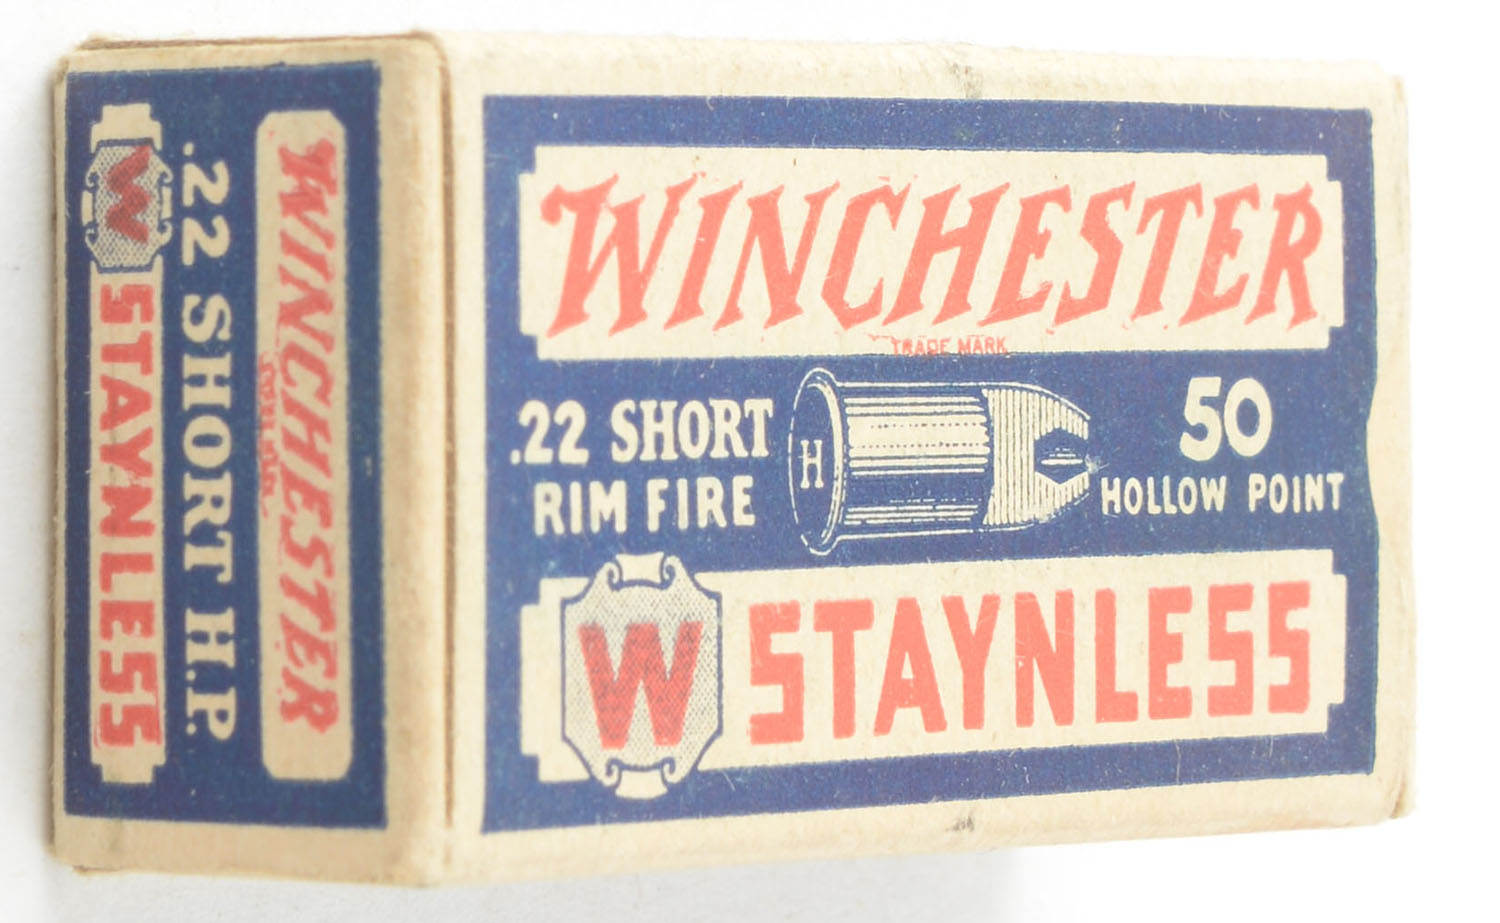 WINCHESTER
TRADE MARK
.22 SHORT
RIM FIRE
H
50
HOLLOW POINT
W STAYNLESS
WINCHESTER
.22 SHORT H.P.
W STAYNLESS